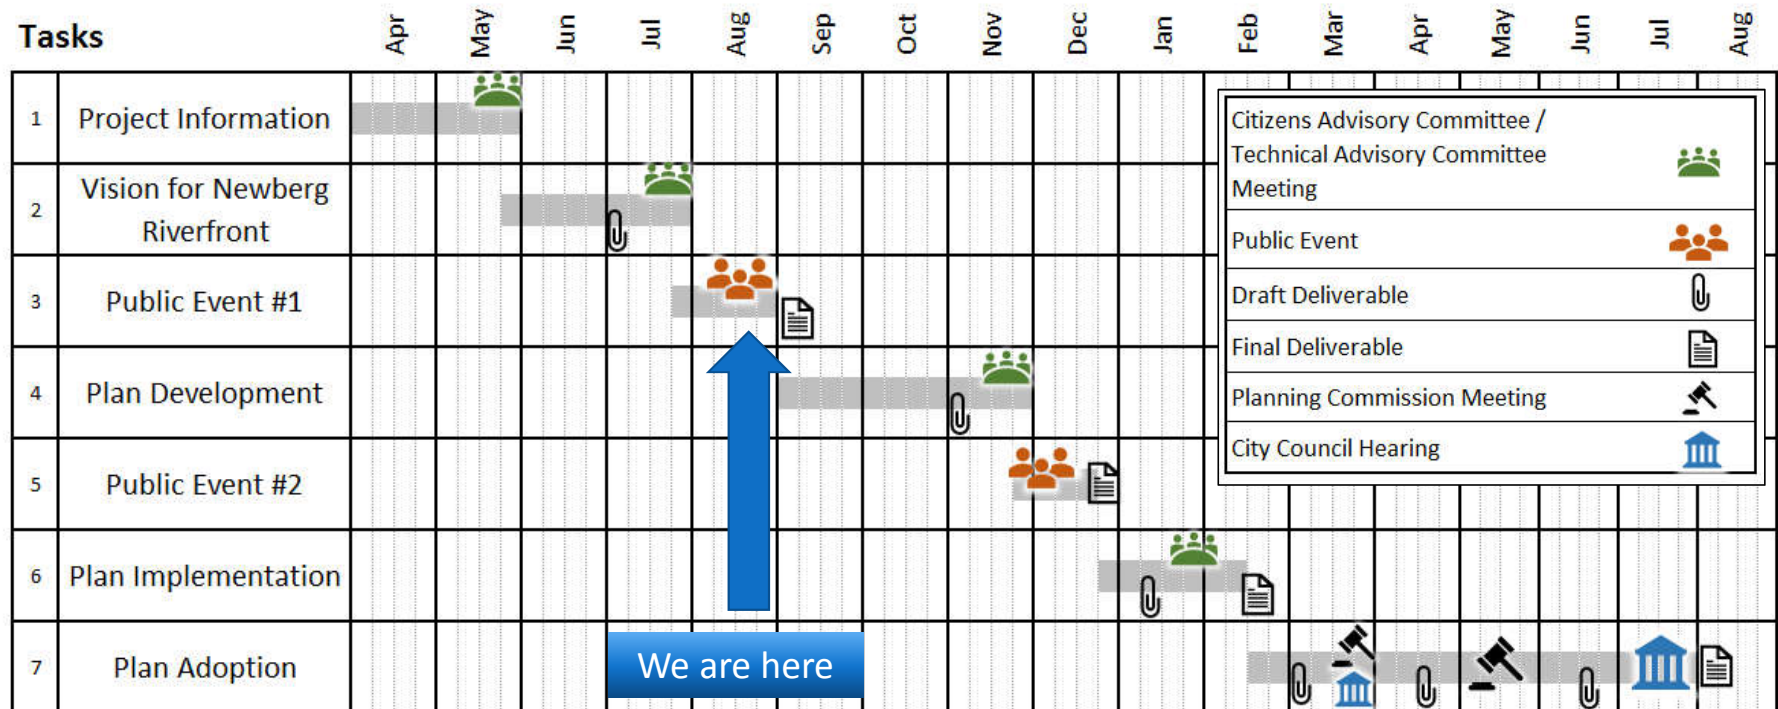 Tasks
Apr May Jun Jul Aug Sep Oct Nov Dec Jan Feb Mar Apr May Jun Jul Aug
1 Project Information
2 Vision for Newberg
Riverfront
3 Public Event #1
4 Plan Development
5 Public Event #2
6 Plan Implementation
7 Plan Adoption
We are here
Citizens Advisory Committee /
Technical Advisory Committee
Meeting
Public Event
Draft Deliverable
Final Deliverable
Planning Commission Meeting
City Council Hearing